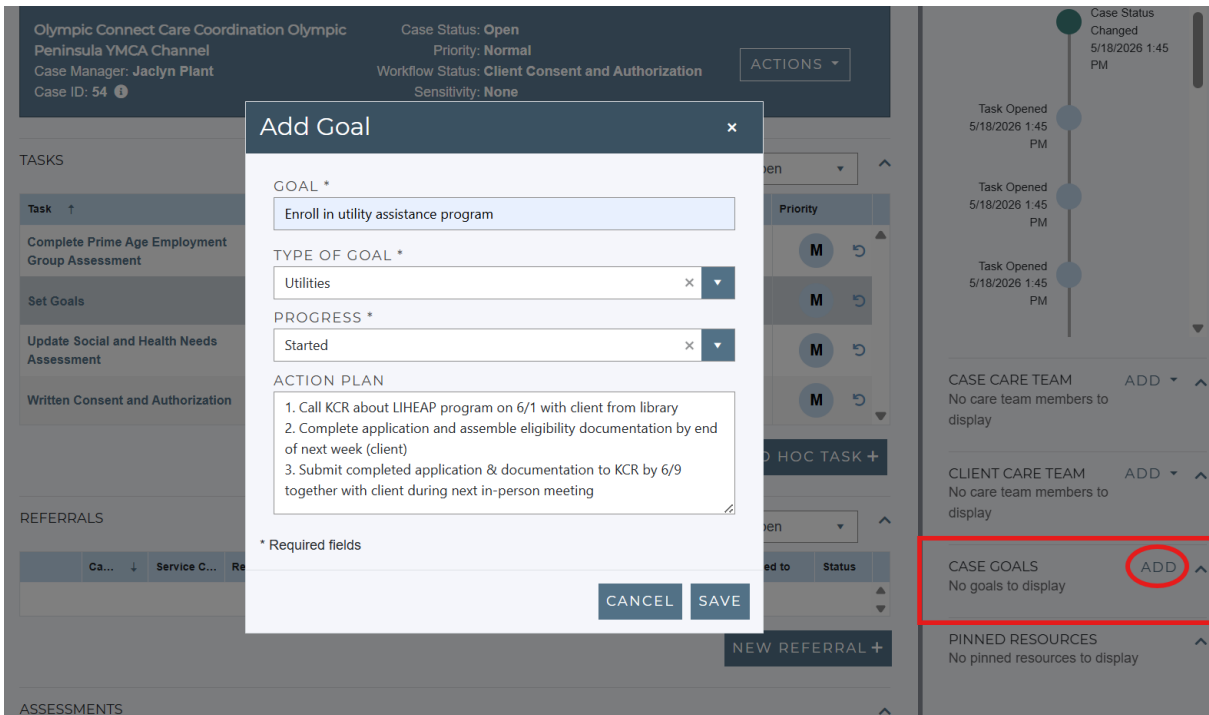 Olympic Connect Care Coordination Olympic
Peninsula YMCA Channel
Case Manager: Jaclyn Plant
Case ID: 54
Case Status: Open
Priority: Normal
Workflow Status: Client Consent and Authorization
Sensitivity: None
ACTIONS
TASKS
pen
Task ↑
Priority
Complete Prime Age Employment
Group Assessment
M
Set Goals
M
Update Social and Health Needs
Assessment
M
Written Consent and Authorization
M
D HOC TASK +
REFERRALS
pen
Ca... ↓
Service C...
Re
ed to
Status
NEW REFERRAL +
ASSESSMENTS
Add Goal
×
GOAL *
Enroll in utility assistance program
TYPE OF GOAL *
Utilities
PROGRESS *
Started
ACTION PLAN
1. Call KCR about LIHEAP program on 6/1 with client from library
2. Complete application and assemble eligibility documentation by end
of next week (client)
3. Submit completed application & documentation to KCR by 6/9
together with client during next in-person meeting
* Required fields
CANCEL
SAVE
Case Status
Changed
5/18/2026 1:45
PM
Task Opened
5/18/2026 1:45
PM
Task Opened
5/18/2026 1:45
PM
Task Opened
5/18/2026 1:45
PM
CASE CARE TEAM
ADD
No care team members to
display
CLIENT CARE TEAM
ADD
No care team members to
display
CASE GOALS
ADD
No goals to display
PINNED RESOURCES
No pinned resources to display